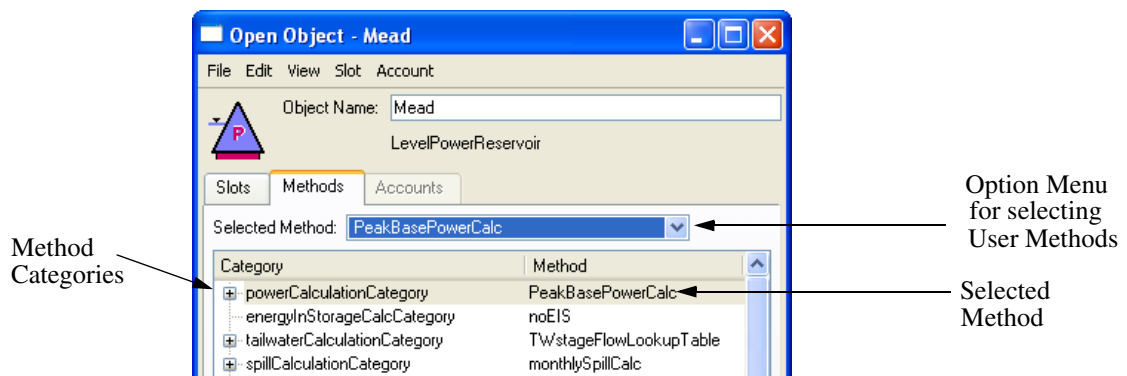 Open Object - Mead
File Edit View Slot Account
Object Name: Mead
P
LevelPowerReservoir
Slots Methods Accounts
Selected Method: PeakBasePowerCalc
Option Menu
for selecting
User Methods
Method
Categories
Category Method
powerCalculationCategory PeakBasePowerCalc
energyInStorageCalcCategory noEIS
tailwaterCalculationCategory TWstageFlowLookupTable
spillCalculationCategory monthlySpillCalc
Selected
Method